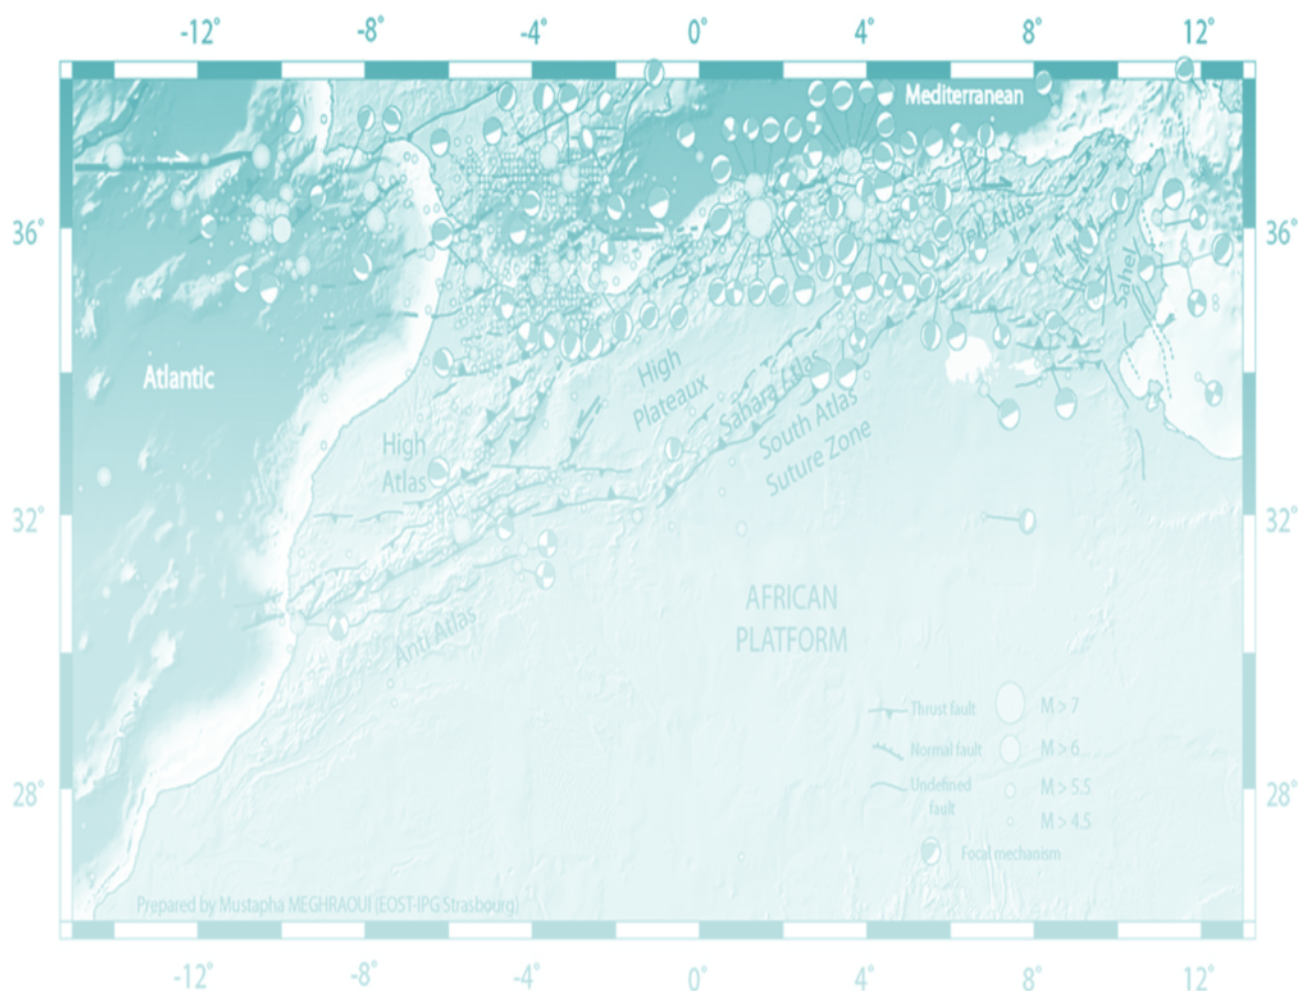 -12° -8° -4° 0° 4° 8° 12°
Mediterranean
36° 36°
Tell Atlas
Sahel
Atlantic
High
Plateaux
Sahara Atlas
South Atlas
Suture Zone
High
Atlas
32° 32°
AFRICAN
PLATFORM
Anti Atlas
Thrust fault M > 7
Normal fault M > 6
Undefined
fault
M > 5.5
M > 4.5
28° 28°
Focal mechanism
Prepared by Mustapha MEGHRAOUI (EOST-IPG Strasbourg)
-12° -8° -4° 0° 4° 8° 12°